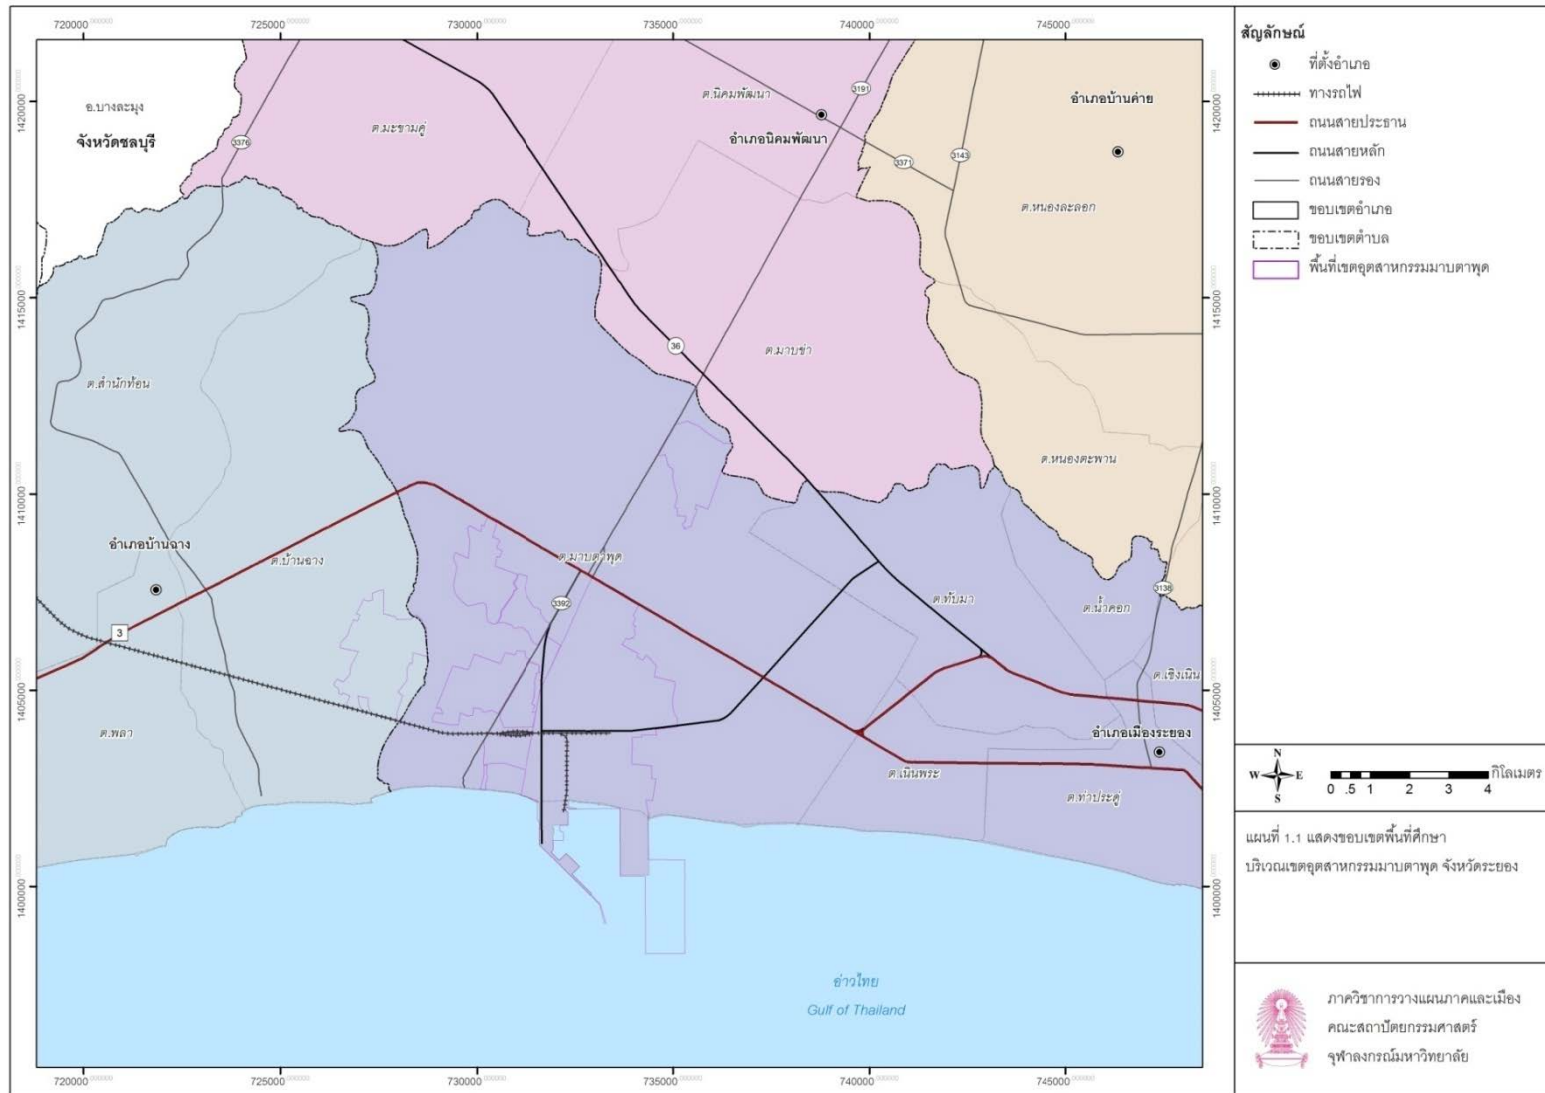 720000 725000 730000 735000 740000 745000
1420000
1415000
1410000
1405000
1400000
อ.บางละมุง
จังหวัดชลบุรี
3376
ต.มะขามคู่
ต.นิคมพัฒนา
อำเภอนิคมพัฒนา
3191
3371
3143
อำเภอบ้านค่าย
ต.หนองละลอก
ต.สำนักท้อน
36
ต.มาบข่า
ต.หนองตะพาน
อำเภอบ้านฉาง
ต.บ้านฉาง
ต.มาบตาพุด
3392
ต.ทับมา
ต.น้ำคอก
3138
3
ต.เชิงเนิน
ต.พลา
อำเภอเมืองระยอง
ต.เนินพระ
ต.ท่าประดู่
อ่าวไทย
Gulf of Thailand
1420000
1415000
1410000
1405000
1400000
720000 725000 730000 735000 740000 745000
สัญลักษณ์
ที่ตั้งอำเภอ
ทางรถไฟ
ถนนสายประธาน
ถนนสายหลัก
ถนนสายรอง
ขอบเขตอำเภอ
ขอบเขตตำบล
พื้นที่เขตอุตสาหกรรมมาบตาพุด
N
W E
S
กิโลเมตร
0 .5 1 2 3 4
แผนที่ 1.1 แสดงขอบเขตพื้นที่ศึกษา
บริเวณเขตอุตสาหกรรมมาบตาพุด จังหวัดระยอง
ภาควิชาการวางแผนภาคและเมือง
คณะสถาปัตยกรรมศาสตร์
จุฬาลงกรณ์มหาวิทยาลัย